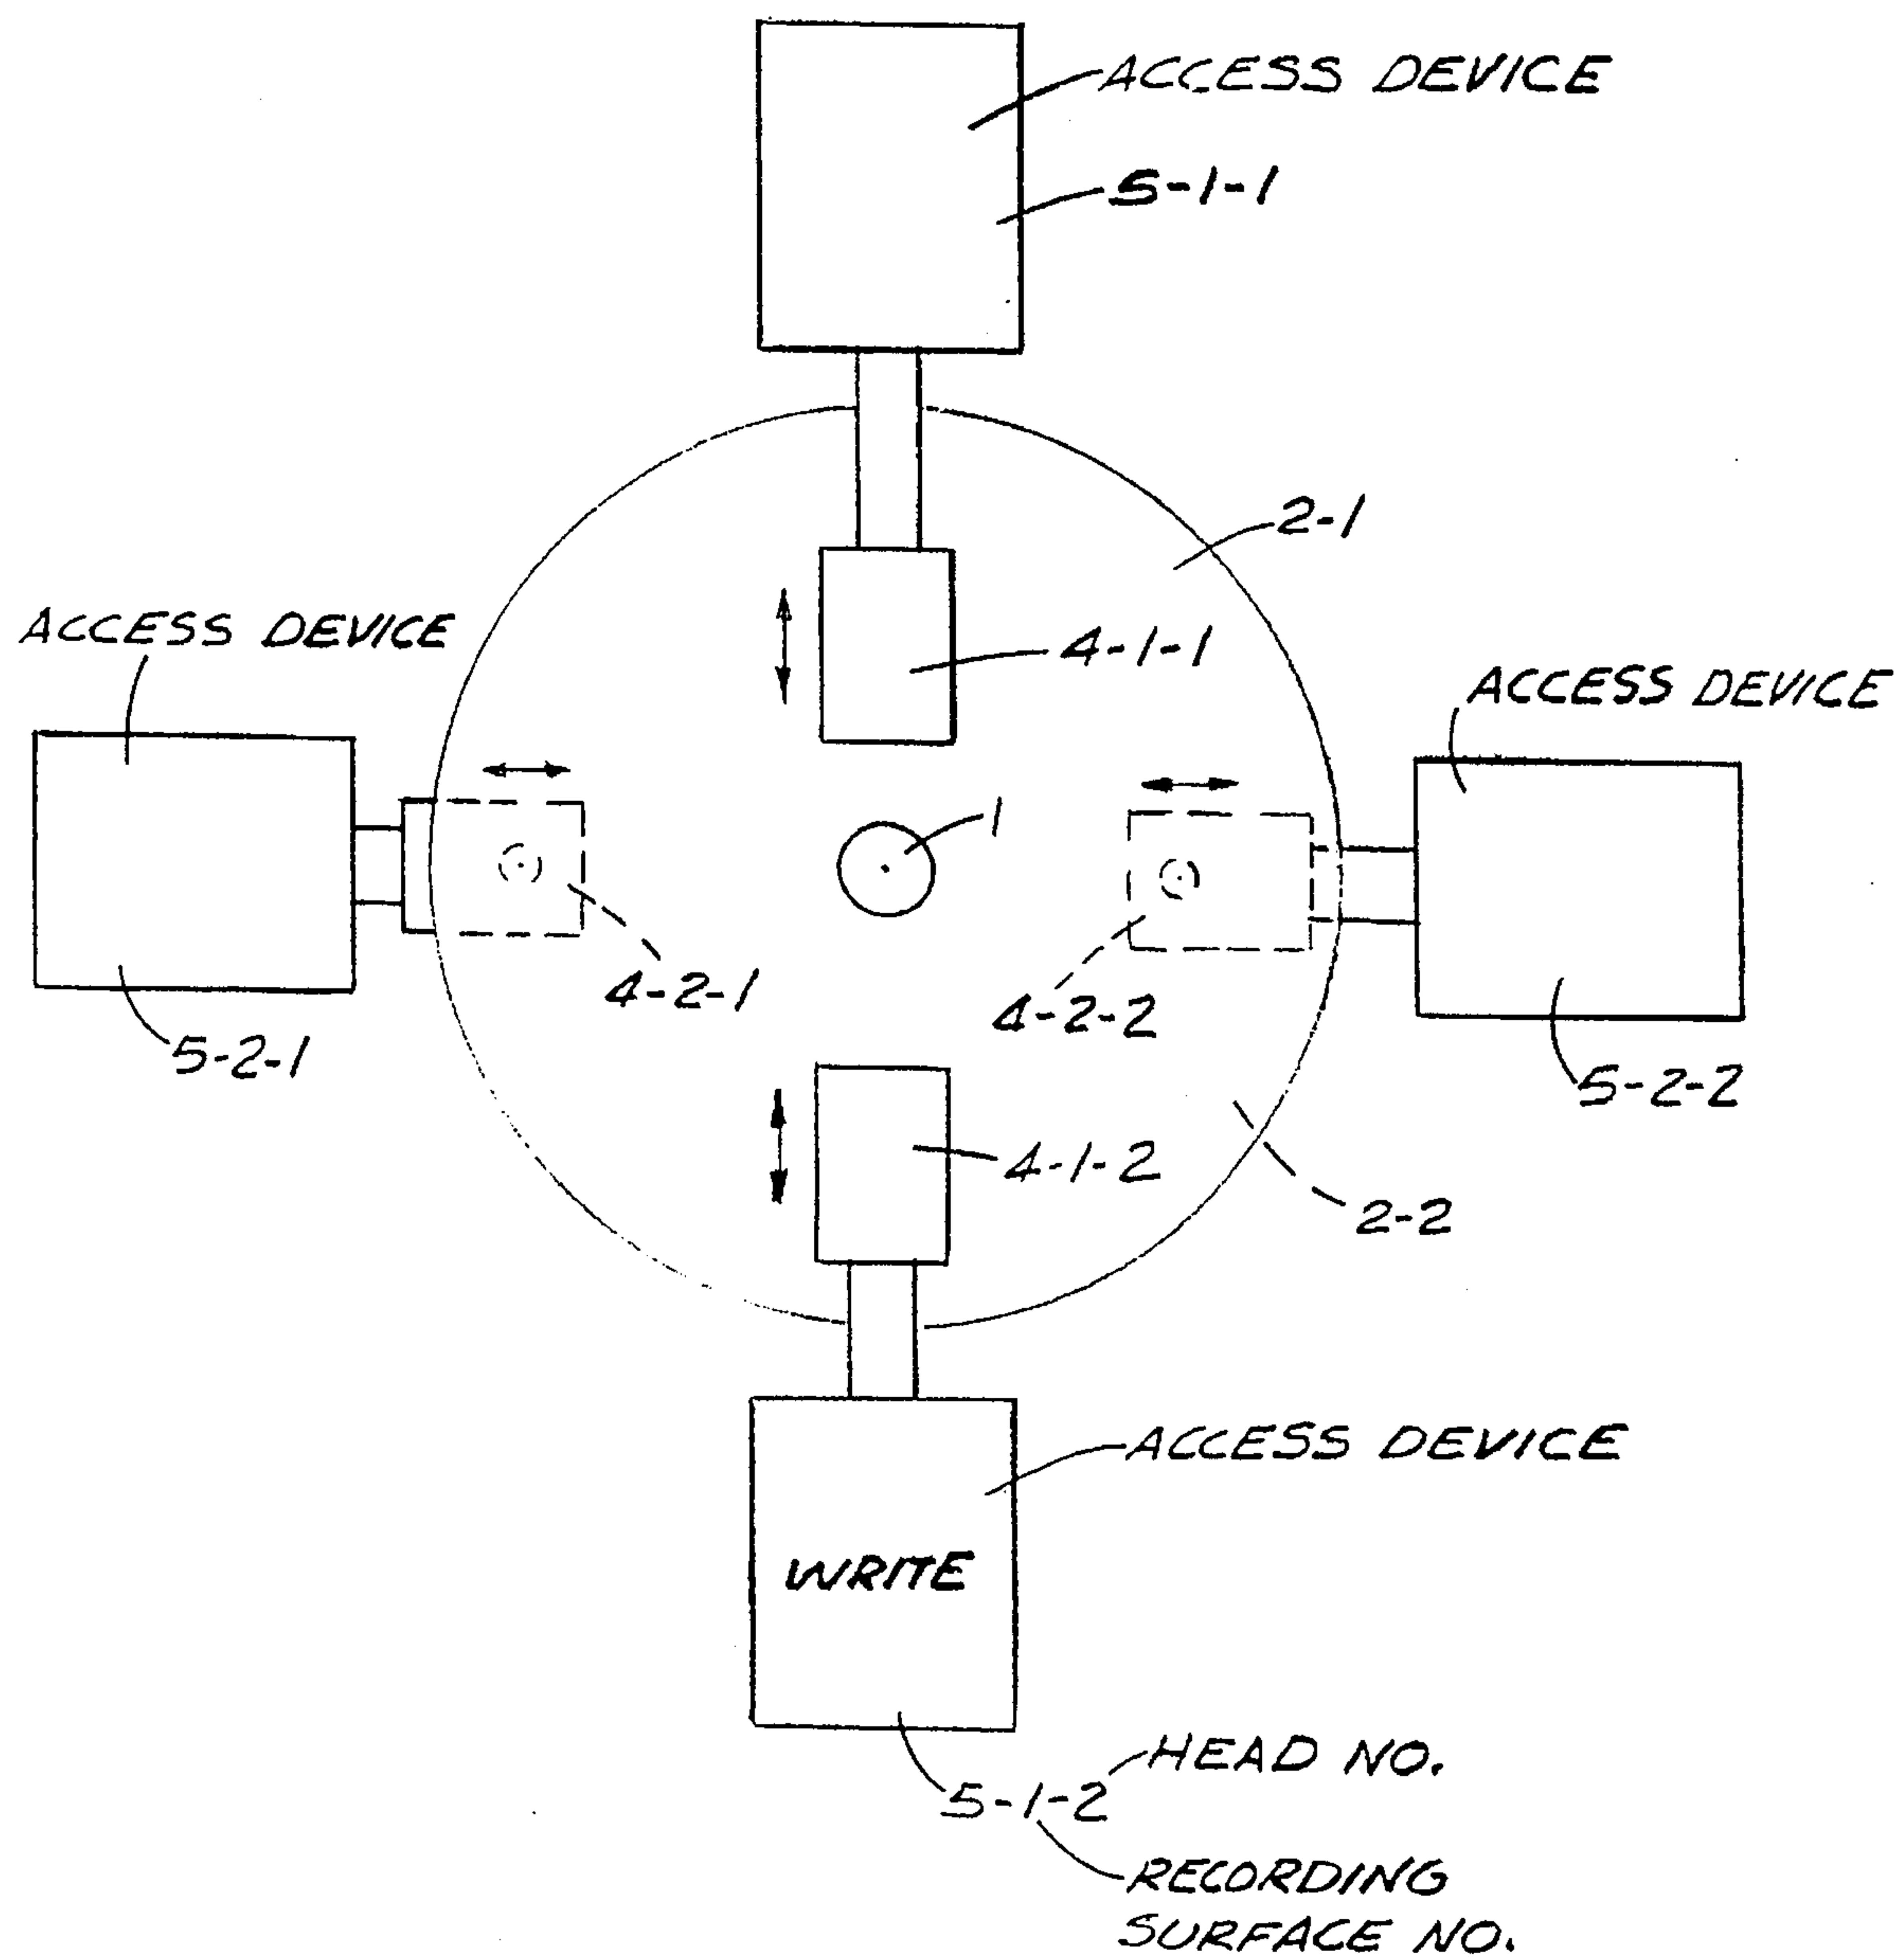 ACCESS DEVICE
5-1-1
2-1
ACCESS DEVICE
4-1-1
ACCESS DEVICE
1
4-2-1
4-2-2
5-2-1
5-2-2
4-1-2
2-2
ACCESS DEVICE
WRITE
HEAD NO.
5-1-2
RECORDING
SURFACE NO.